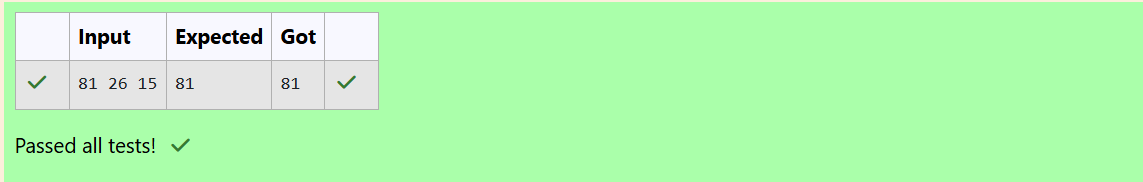 Input Expected Got
81 26 15 81 81
Passed all tests!